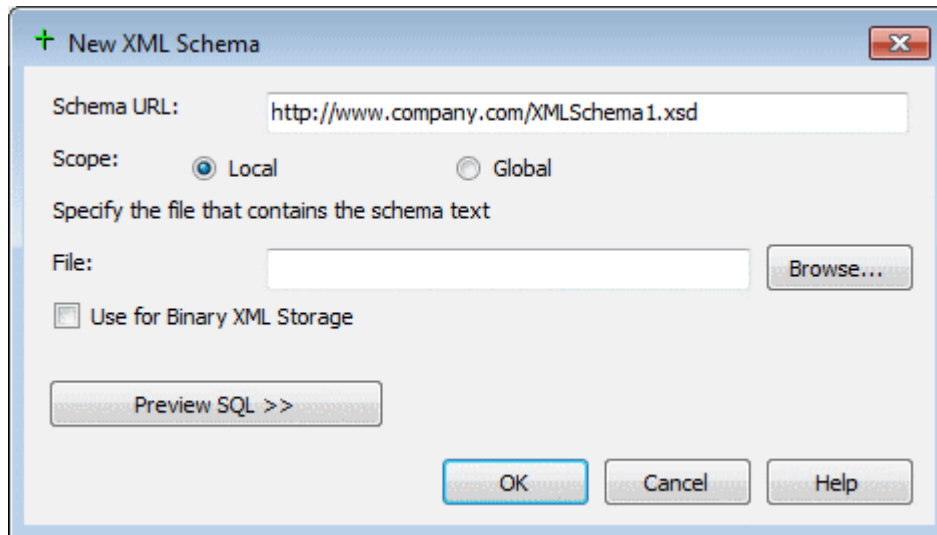 New XML Schema
Schema URL: http://www.company.com/XMLSchema1.xsd
Scope: Local Global
Specify the file that contains the schema text
File: Browse...
Use for Binary XML Storage
Preview SQL >>
OK Cancel Help